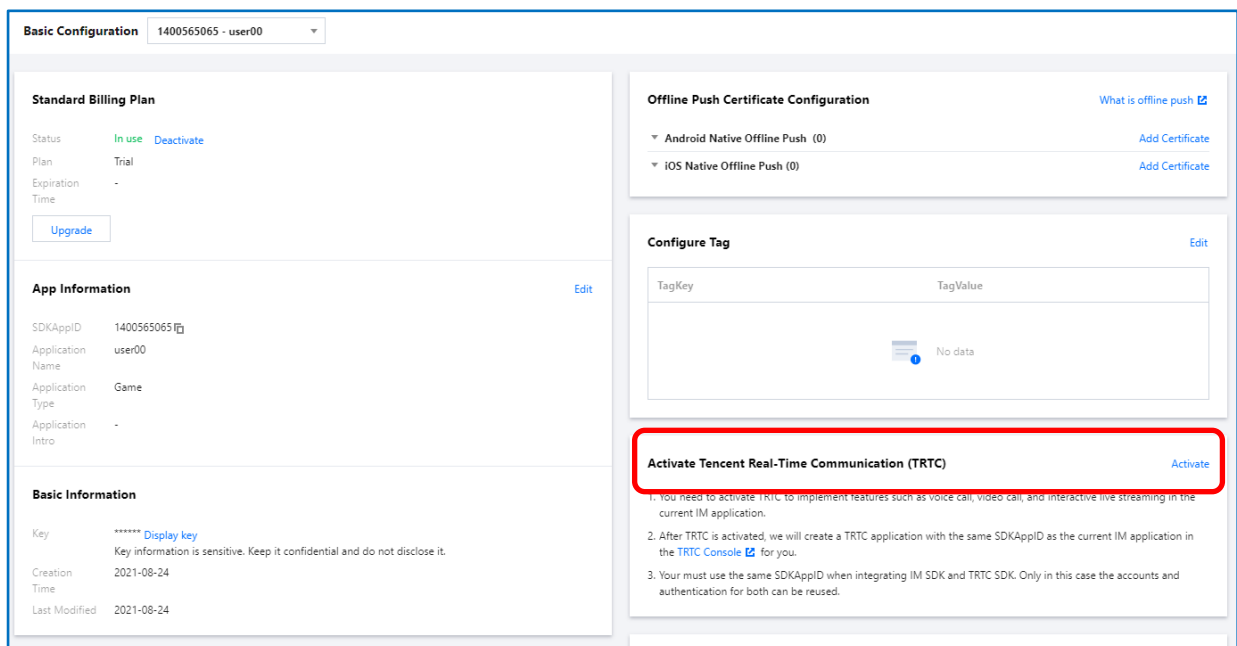 Basic Configuration 1400565065 - user00
Standard Billing Plan
Status In use Deactivate
Plan Trial
Expiration Time -
Upgrade
App Information Edit
SDKAppID 1400565065
Application Name user00
Application Type Game
Application Intro -
Basic Information
Key ****** Display key
Key information is sensitive. Keep it confidential and do not disclose it.
Creation Time 2021-08-24
Last Modified 2021-08-24
Offline Push Certificate Configuration What is offline push
Android Native Offline Push (0) Add Certificate
iOS Native Offline Push (0) Add Certificate
Configure Tag Edit
TagKey TagValue
No data
Activate Tencent Real-Time Communication (TRTC) Activate
1. You need to activate TRTC to implement features such as voice call, video call, and interactive live streaming in the
current IM application.
2. After TRTC is activated, we will create a TRTC application with the same SDKAppID as the current IM application in
the TRTC Console for you.
3. Your must use the same SDKAppID when integrating IM SDK and TRTC SDK. Only in this case the accounts and
authentication for both can be reused.